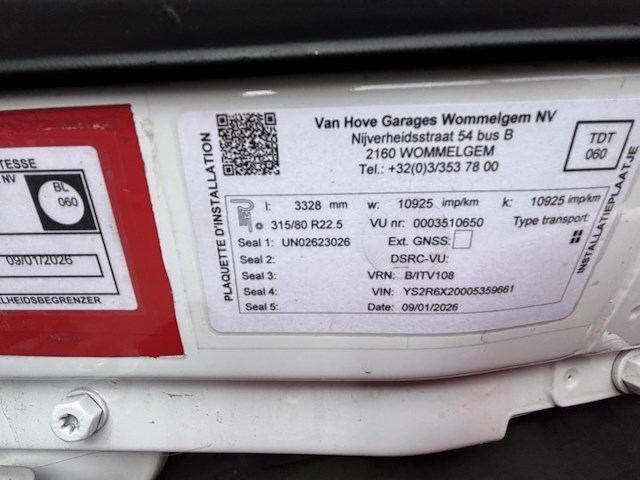 TESSE
NV
BL
060
09/01/2026
ELHEIDSBEGRENZER
PLAQUETTE D'INSTALLATION
Van Hove Garages Wommelgem NV
Nijverheidsstraat 54 bus B
2160 WOMMELGEM
Tel.: +32(0)3/353 78 00
TDT
060
INSTALLATIEPLAATJE
l: 3328 mm w: 10925 imp/km k: 10925 imp/km
315/80 R22.5 VU nr: 0003510650 Type transport:
Seal 1: UN02623026 Ext. GNSS:
Seal 2: DSRC-VU:
Seal 3: VRN: B/ITV108
Seal 4: VIN: YS2R6X20005359661
Seal 5: Date: 09/01/2026